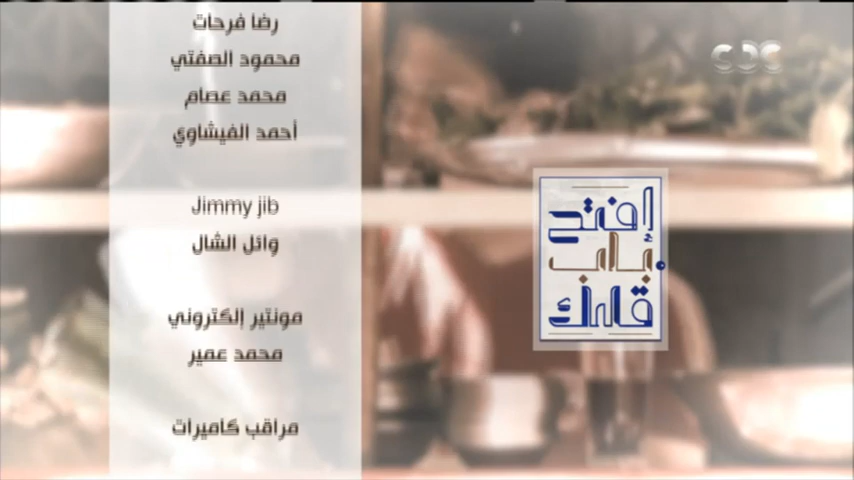 رضا فرحات
محمود الصفتي
محمد عصام
أحمد الفيشاوي
Jimmy jib
وائل الشال
مونتير إلكتروني
محمد عمير
مراقب كاميرات
CBC
إفتح
باب
قلبك